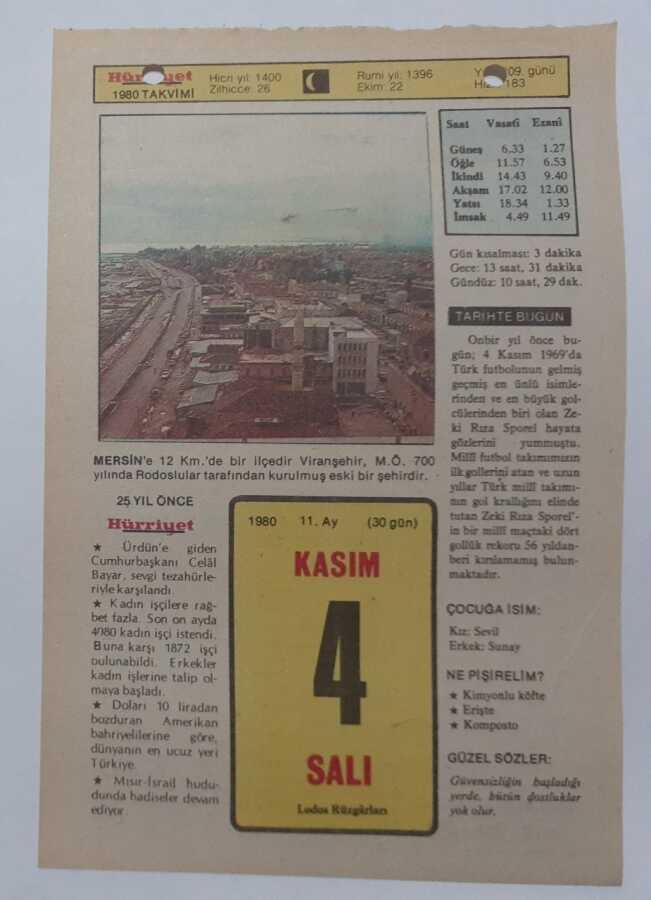 Hürriyet
1980 TAKVİMİ
Hicri yıl: 1400
Zilhicce: 26
Rumi yıl: 1396
Ekim: 22
09. günü
183
Saat Vasatî Ezanî
Güneş 6.33 1.27
Öğle 11.57 6.53
İkindi 14.43 9.40
Akşam 17.02 12.00
Yatsı 18.34 1.33
İmsak 4.49 11.49
Gün kısalması: 3 dakika
Gece: 13 saat, 31 dakika
Gündüz: 10 saat, 29 dak.
MERSİN'e 12 Km.'de bir ilçedir Viranşehir, M.Ö. 700
yılında Rodoslular tarafından kurulmuş eski bir şehirdir.
TARİHTE BUGÜN
Onbir yıl önce bu-
gün; 4 Kasım 1969'da
Türk futbolunun gelmiş
geçmiş en ünlü isimle-
rinden ve en büyük gol-
cülerinden biri olan Ze-
ki Rıza Sporel hayata
gözlerini yummuştu.
Millî futbol takımımızın
ilk gollerini atan ve uzun
yıllar Türk millî takımı-
nın gol krallığını elinde
tutan Zeki Rıza Sporel'-
in bir millî maçtaki dört
gollük rekoru 56 yıldan-
beri kırılamamış bulun-
maktadır.
25 YIL ÖNCE
Hürriyet
★ Ürdün'e giden
Cumhurbaşkanı Celâl
Bayar, sevgi tezahürle-
riyle karşılandı.
★ Kadın işçilere rağ-
bet fazla. Son on ayda
4980 kadın işçi istendi.
Buna karşı 1872 işçi
bulunabildi. Erkekler
kadın işlerine talip ol-
maya başladı.
★ Doları 10 liradan
bozduran Amerikan
bahriyelilerine göre,
dünyanın en ucuz yeri
Türkiye.
★ Mısır-İsrail hudu-
dunda hadiseler devam
ediyor.
1980 11. Ay (30 gün)
KASIM
4
SALI
Lodos Rüzgârları
ÇOCUĞA İSİM:
Kız: Sevil
Erkek: Sunay
NE PİŞİRELİM?
★ Kimyonlu köfte
★ Erişte
★ Komposto
GÜZEL SÖZLER:
Güvensizliğin başladığı
yerde, bütün dostluklar
yok olur.